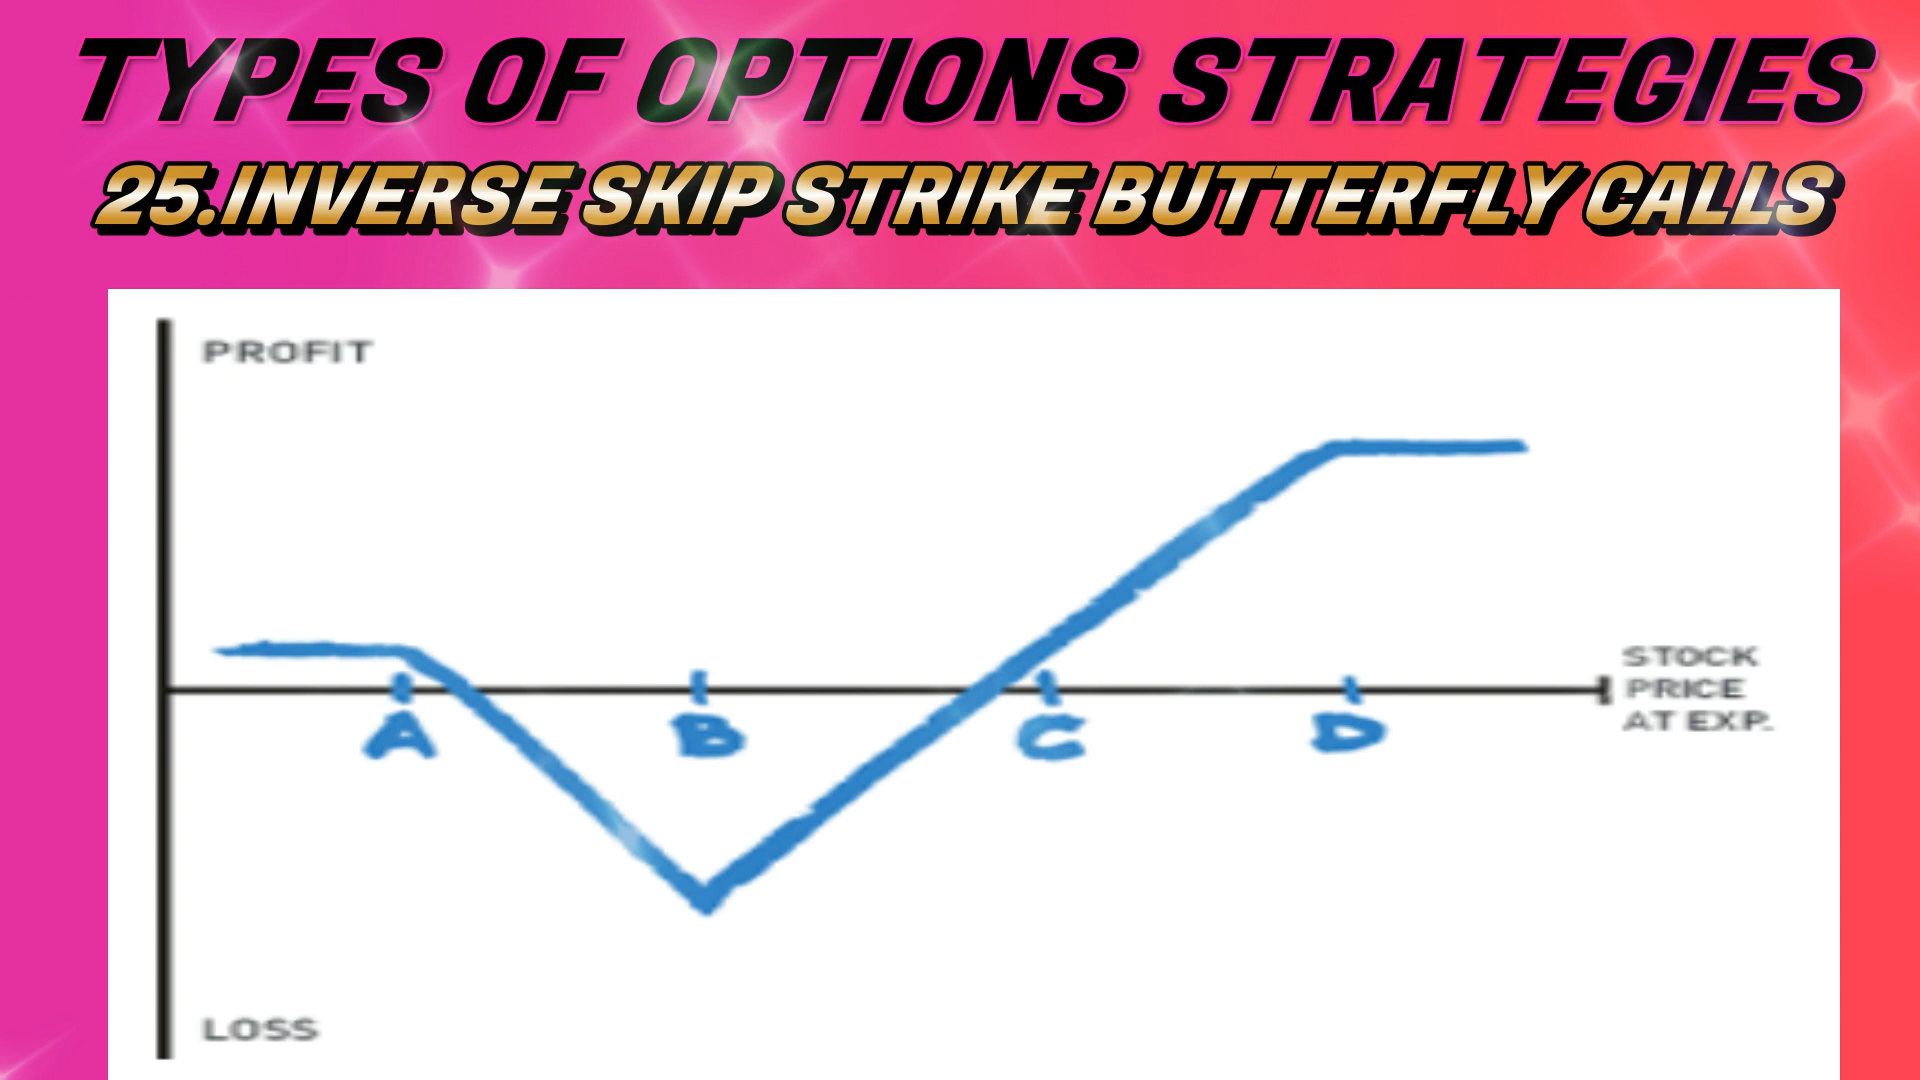 TYPES OF OPTIONS STRATEGIES
25.INVERSE SKIP STRIKE BUTTERFLY CALLS
PROFIT
STOCK
PRICE
AT EXP.
A
B
C
D
LOSS